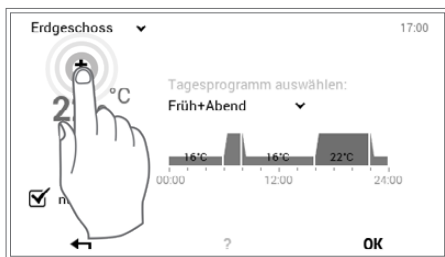 Erdgeschoss
17:00
+
°C
Tagesprogramm auswählen:
Früh+Abend
16°C 16°C 22°C
00:00 12:00 24:00
?
OK